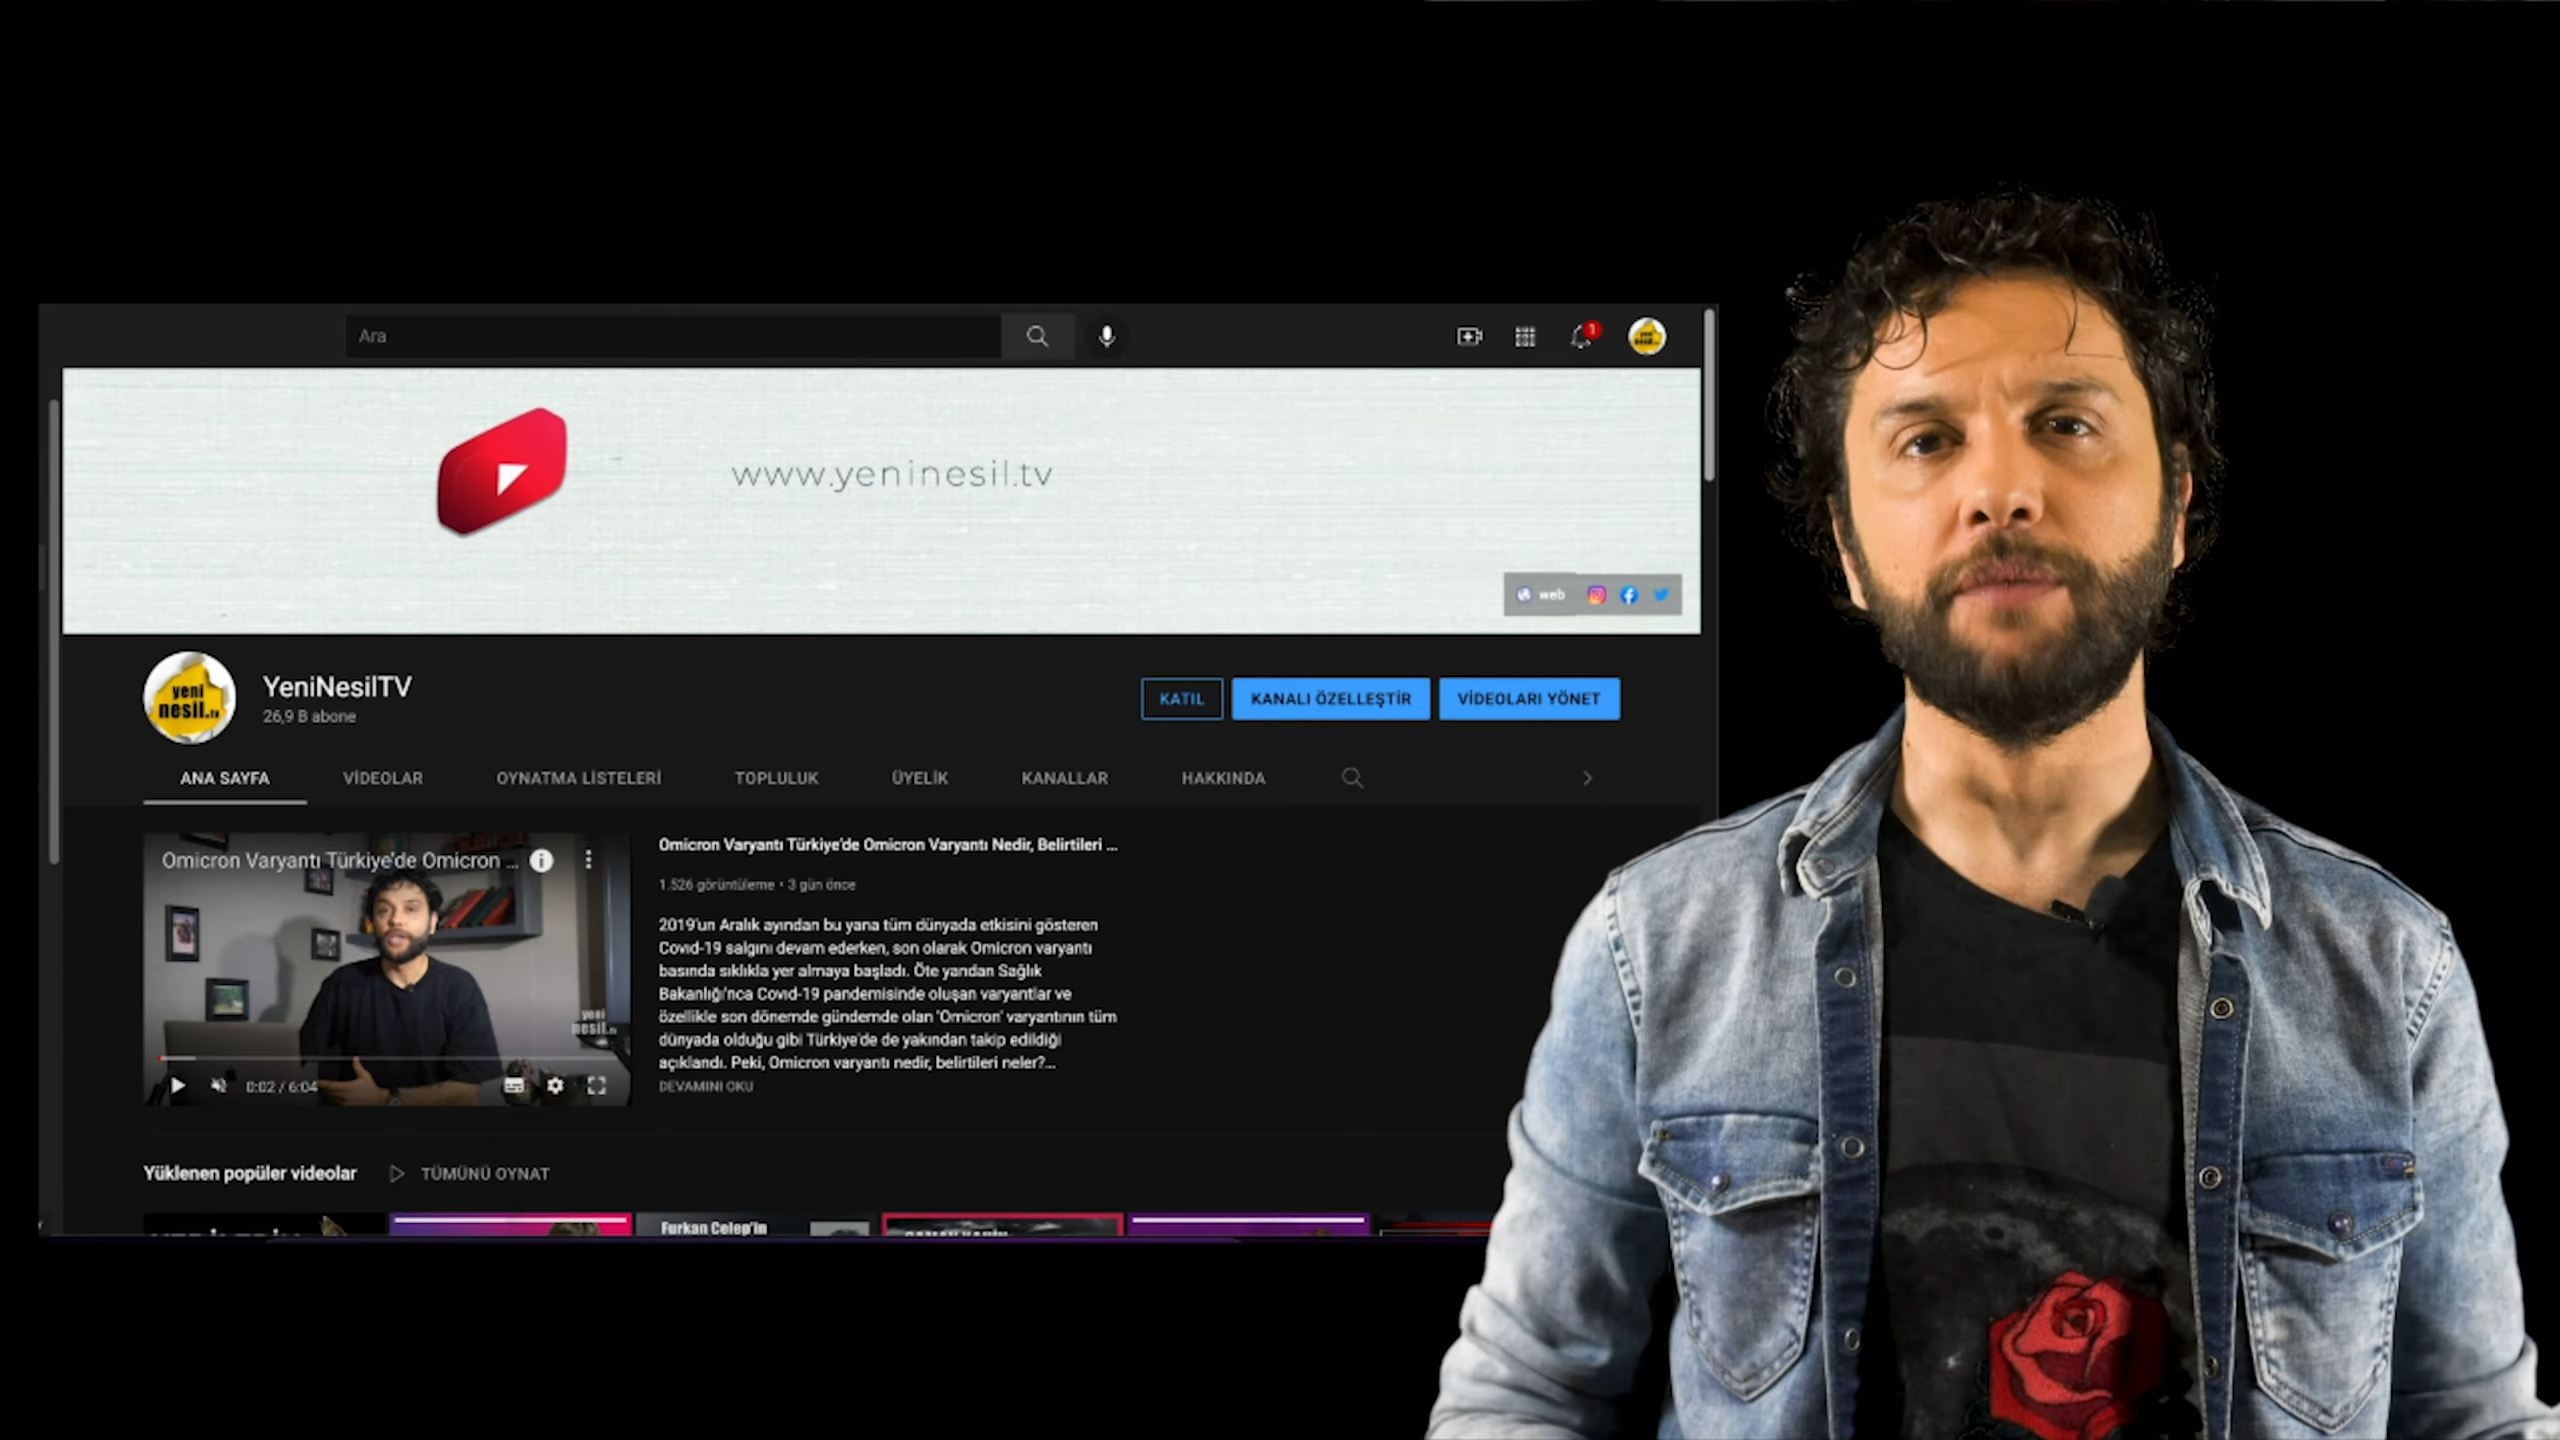 Ara
1
www.yeninesil.tv
web
yeni
nesil.tv
YeniNesilTV
26,9 B abone
KATIL
KANALI ÖZELLEŞTİR
VİDEOLARI YÖNET
ANA SAYFA
VİDEOLAR
OYNATMA LİSTELERİ
TOPLULUK
ÜYELİK
KANALLAR
HAKKINDA
Omicron Varyantı Türkiye'de Omicron ...
yeni
nesil.tv
0:02 / 6:04
Omicron Varyantı Türkiye'de Omicron Varyantı Nedir, Belirtileri ...
1.526 görüntüleme • 3 gün önce
2019'un Aralık ayından bu yana tüm dünyada etkisini gösteren
Covıd-19 salgını devam ederken, son olarak Omicron varyantı
basında sıklıkla yer almaya başladı. Öte yandan Sağlık
Bakanlığı'nca Covıd-19 pandemisinde oluşan varyantlar ve
özellikle son dönemde gündemde olan 'Omicron' varyantının tüm
dünyada olduğu gibi Türkiye'de de yakından takip edildiği
açıklandı. Peki, Omicron varyantı nedir, belirtileri neler?...
DEVAMINI OKU
Yüklenen popüler videolar
TÜMÜNÜ OYNAT
Furkan Celep'in